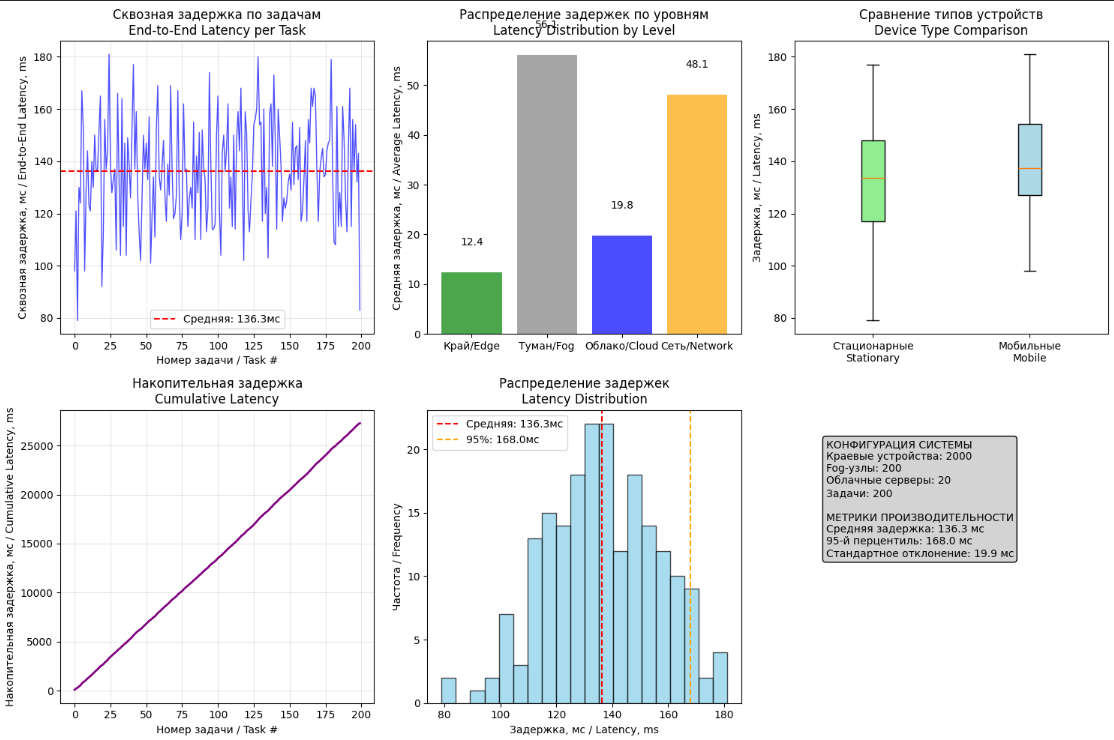 Сквозная задержка по задачам
End-to-End Latency per Task
Сквозная задержка, мс / End-to-End Latency, ms
180
160
140
120
100
80
Средняя: 136.3мс
0 25 50 75 100 125 150 175 200
Номер задачи / Task #
Распределение задержек по уровням
Latency Distribution by Level
Средняя задержка, мс / Average Latency, ms
50
40
30
20
10
0
12.4
56.1
19.8
48.1
Край/Edge Туман/Fog Облако/Cloud Сеть/Network
Сравнение типов устройств
Device Type Comparison
Задержка, мс / Latency, ms
180
160
140
120
100
80
Стационарные
Stationary
Мобильные
Mobile
Накопительная задержка
Cumulative Latency
Накопительная задержка, мс / Cumulative Latency, ms
25000
20000
15000
10000
5000
0
0 25 50 75 100 125 150 175 200
Номер задачи / Task #
Распределение задержек
Latency Distribution
Частота / Frequency
20
15
10
5
0
Средняя: 136.3мс
95%: 168.0мс
80 100 120 140 160 180
Задержка, мс / Latency, ms
КОНФИГУРАЦИЯ СИСТЕМЫ
Краевые устройства: 2000
Fog-узлы: 200
Облачные серверы: 20
Задачи: 200
МЕТРИКИ ПРОИЗВОДИТЕЛЬНОСТИ
Средняя задержка: 136.3 мс
95-й перцентиль: 168.0 мс
Стандартное отклонение: 19.9 мс